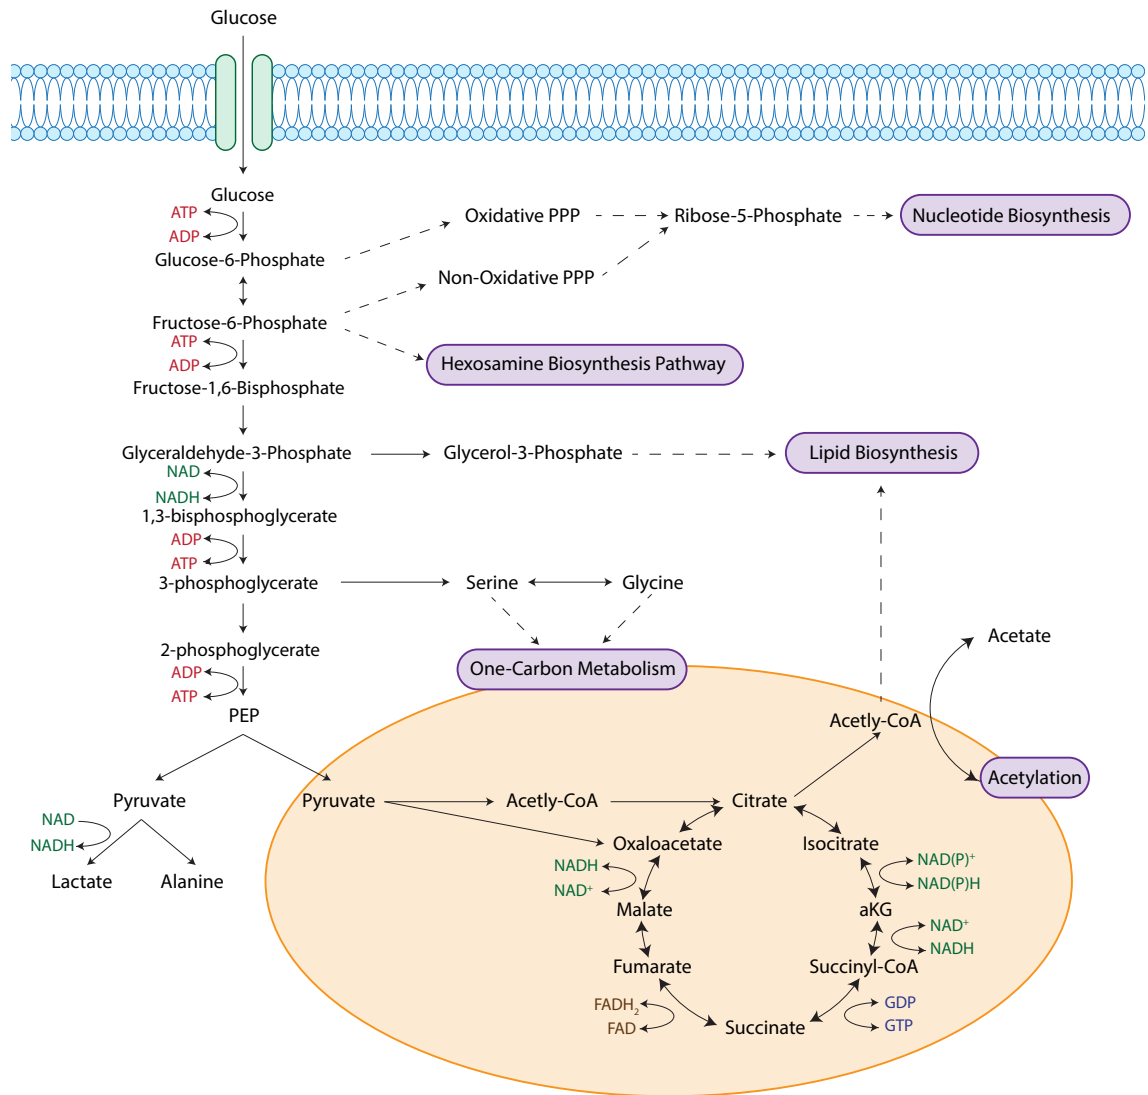 Glucose
Glucose
ATP
ADP
Glucose-6-Phosphate
Oxidative PPP
Ribose-5-Phosphate
Nucleotide Biosynthesis
Non-Oxidative PPP
Fructose-6-Phosphate
ATP
ADP
Hexosamine Biosynthesis Pathway
Fructose-1,6-Bisphosphate
Glyceraldehyde-3-Phosphate
Glycerol-3-Phosphate
Lipid Biosynthesis
NAD
NADH
1,3-bisphosphoglycerate
ADP
ATP
3-phosphoglycerate
Serine
Glycine
2-phosphoglycerate
One-Carbon Metabolism
Acetate
ADP
ATP
PEP
Acetly-CoA
Acetylation
Pyruvate
Pyruvate
Acetly-CoA
Citrate
NAD
NADH
Lactate
Alanine
Oxaloacetate
Isocitrate
NADH
NAD⁺
NAD(P)⁺
NAD(P)H
Malate
aKG
NAD⁺
NADH
Fumarate
Succinyl-CoA
FADH₂
FAD
Succinate
GDP
GTP